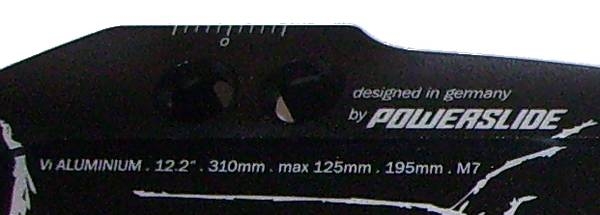 0
designed in germany
by POWERSLIDE
Vi ALUMINIUM . 12.2" . 310mm . max 125mm . 195mm . M7